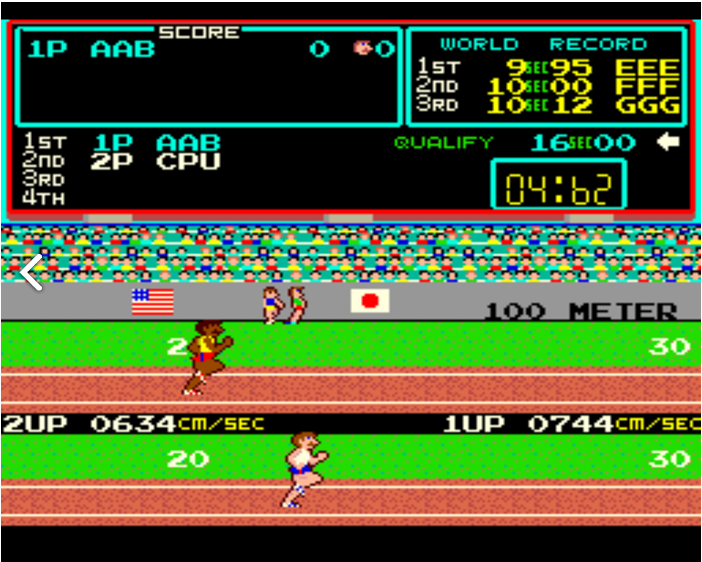 SCORE
1P AAB 0 0
WORLD RECORD
1ST 9SEC95 EEE
2ND 10SEC00 FFF
3RD 10SEC12 GGG
1ST 1P AAB
2ND 2P CPU
3RD
4TH
QUALIFY 16SEC00
04:62
100 METER
2 30
2UP 0634CM/SEC 1UP 0744CM/SEC
20 30